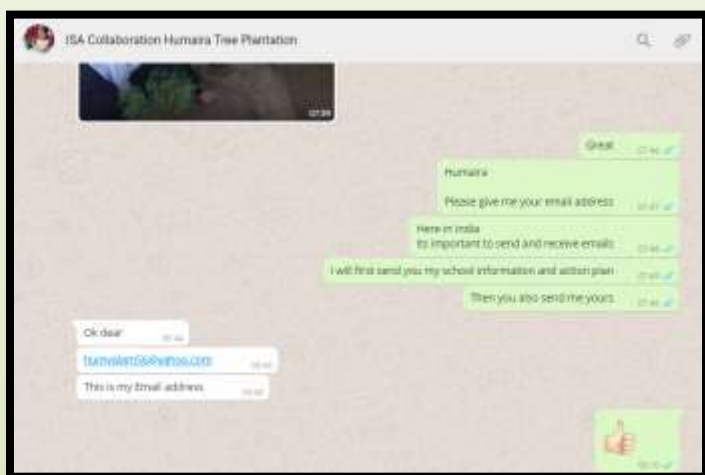 ISA Collaboration Humaira Tree Plantation
07:39
Great
Humaira
Please give me your email address
Here in India
its important to send and receive emails
I will first send you my school information and action plan
Then you also send me yours
Ok dear
This is my Email address